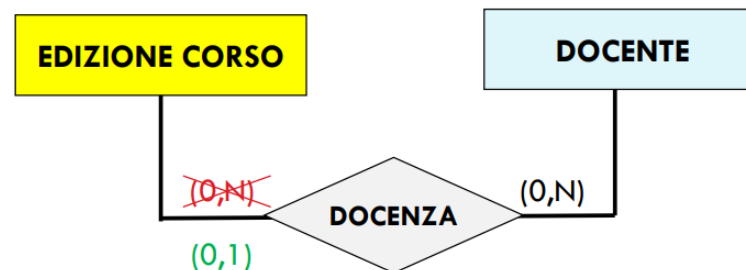 EDIZIONE CORSO
DOCENTE
(0,N)
(0,N)
DOCENZA
(0,1)